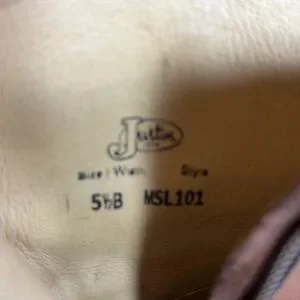 Justin
Size / Width Style
5½B MSL101